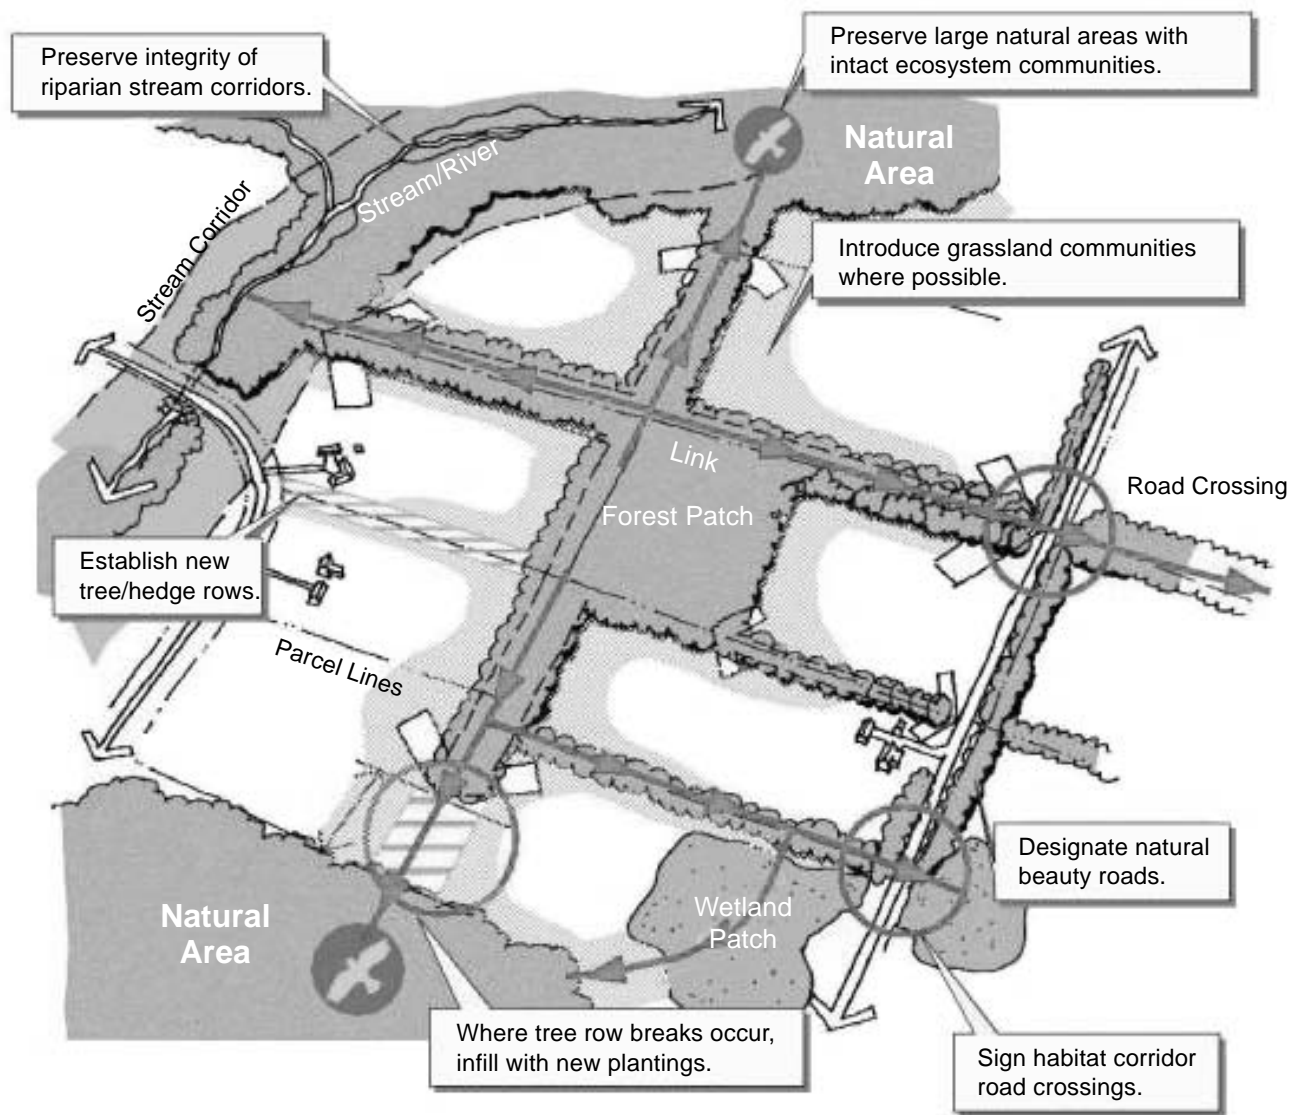 Preserve integrity of
riparian stream corridors.
Preserve large natural areas with
intact ecosystem communities.
Natural
Area
Stream/River
Stream Corridor
Introduce grassland communities
where possible.
Link
Road Crossing
Forest Patch
Establish new
tree/hedge rows.
Parcel Lines
Designate natural
beauty roads.
Natural
Area
Wetland
Patch
Where tree row breaks occur,
infill with new plantings.
Sign habitat corridor
road crossings.